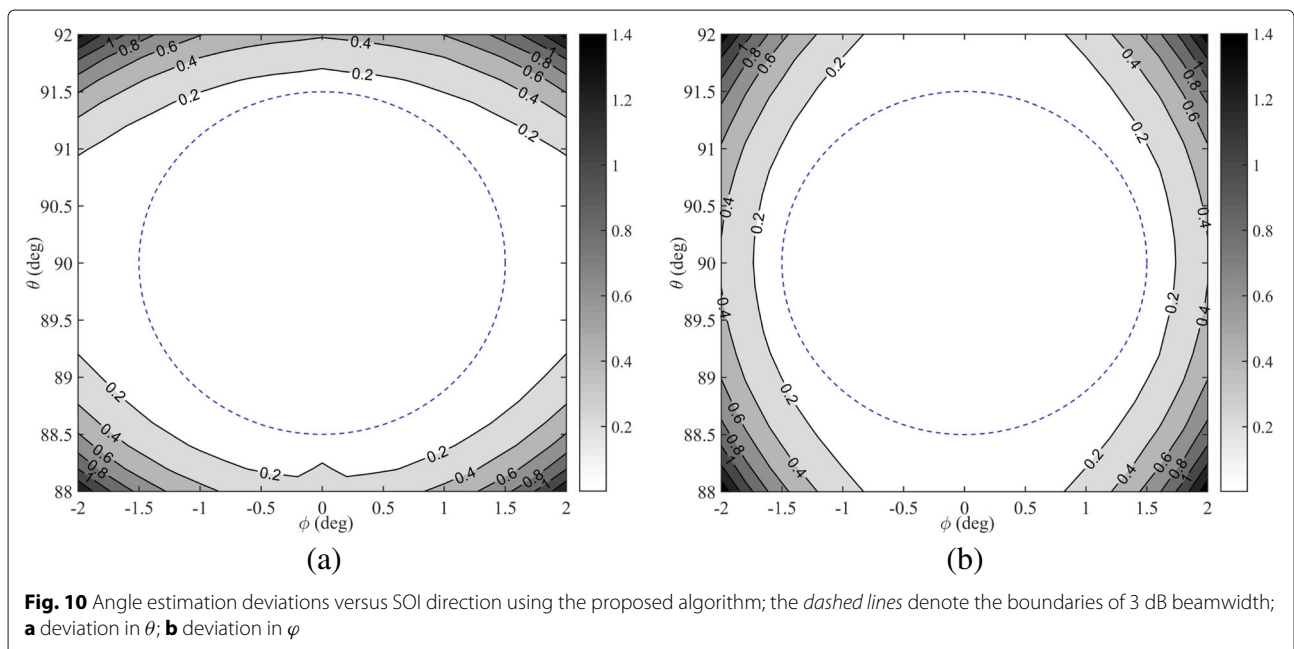 92
91.5
91
90.5
90
89.5
89
88.5
88
θ (deg)
-2 -1.5 -1 -0.5 0 0.5 1 1.5 2
ϕ (deg)
1 0.8 0.6 0.4 0.2 0.4 0.2 0.2 0.4 0.6 0.8 1 0.2
0.2 0.4 0.6 0.8 1 0.2 0.2 0.2 0.4 0.6 0.8 1
1.4
1.2
1
0.8
0.6
0.4
0.2
(a)
92
91.5
91
90.5
90
89.5
89
88.5
88
θ (deg)
-2 -1.5 -1 -0.5 0 0.5 1 1.5 2
ϕ (deg)
1 0.8 0.6 0.4 0.2 0.4 0.6 0.8 1 0.2
0.4 0.2 0.4 0.2 0.4 0.4
0.6 0.8 1 0.4 0.2 0.2 0.4 0.6 0.8 1
1.4
1.2
1
0.8
0.6
0.4
0.2
(b)
Fig. 10 Angle estimation deviations versus SOI direction using the proposed algorithm; the dashed lines denote the boundaries of 3 dB beamwidth;
a deviation in θ; b deviation in φ